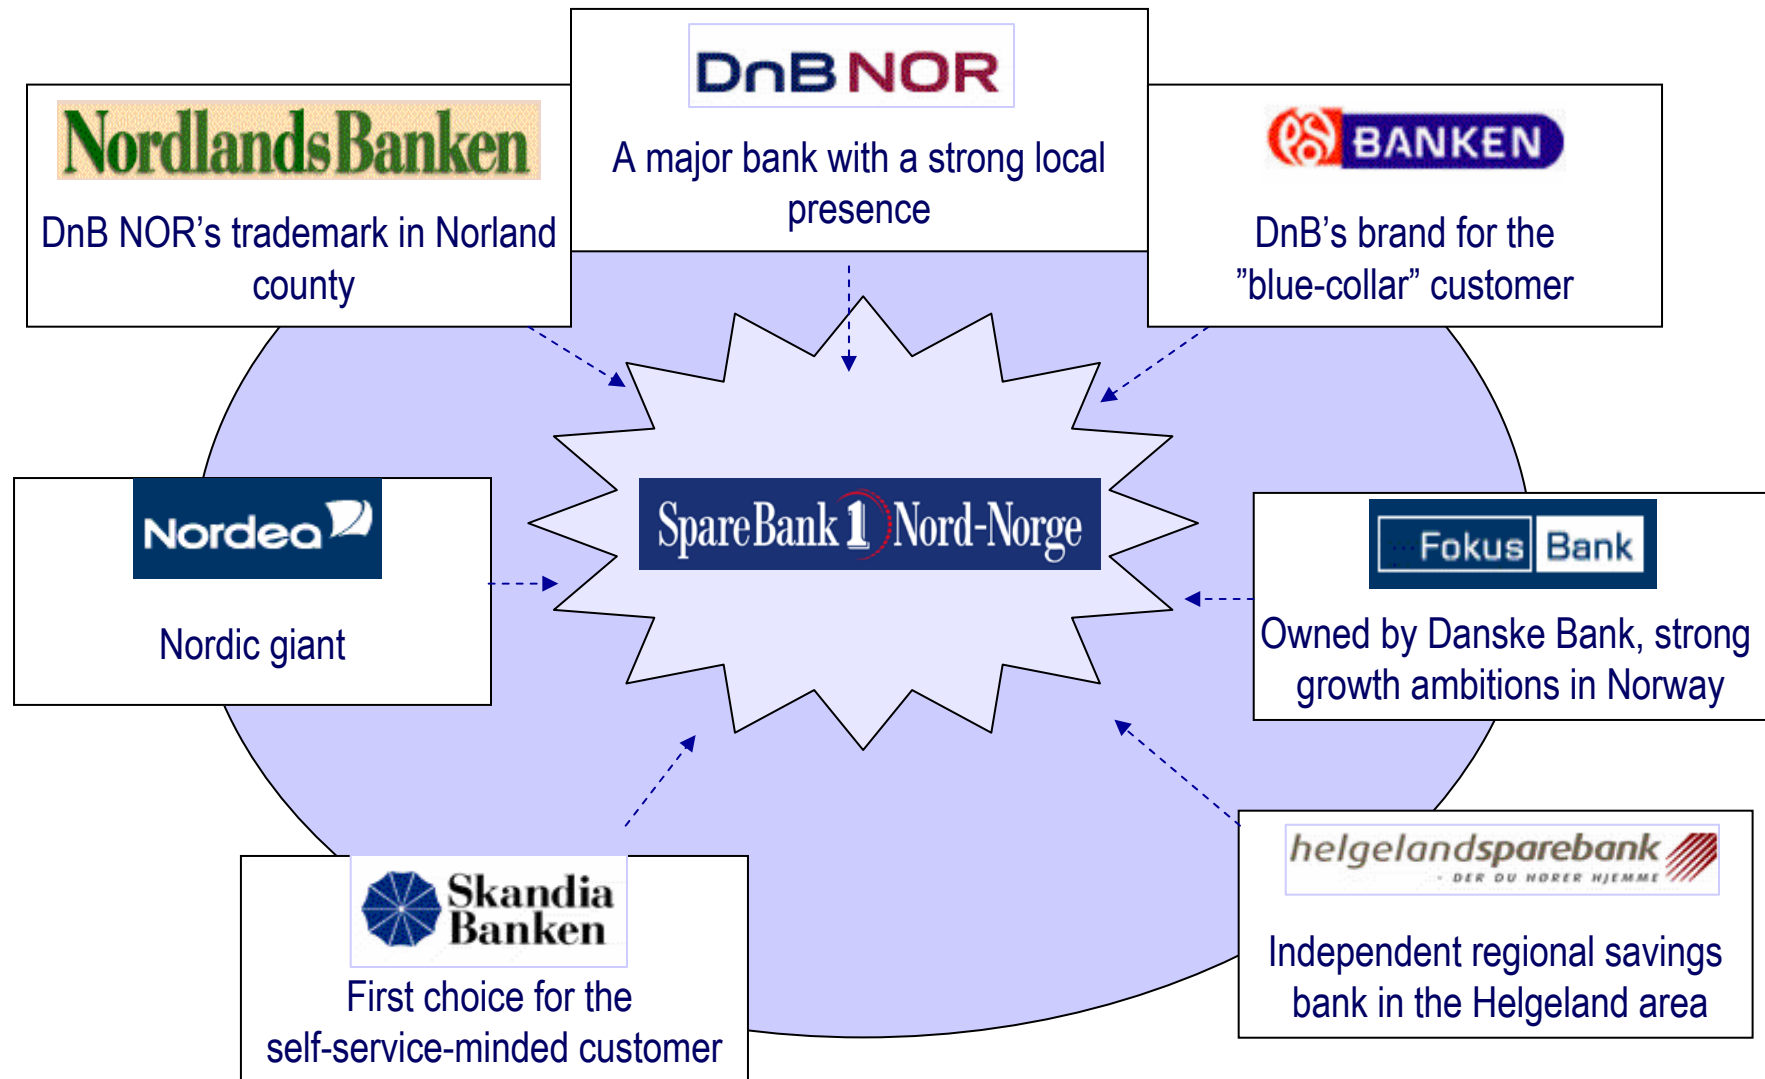 DnB NOR
A major bank with a strong local
presence
NordlandsBanken
DnB NOR’s trademark in Norland
county
POST BANKEN
DnB’s brand for the
”blue-collar” customer
Nordea
Nordic giant
SpareBank 1 Nord-Norge
Fokus Bank
Owned by Danske Bank, strong
growth ambitions in Norway
Skandia
Banken
First choice for the
self-service-minded customer
helgelandsparebank
- DER DU HØRER HJEMME
Independent regional savings
bank in the Helgeland area